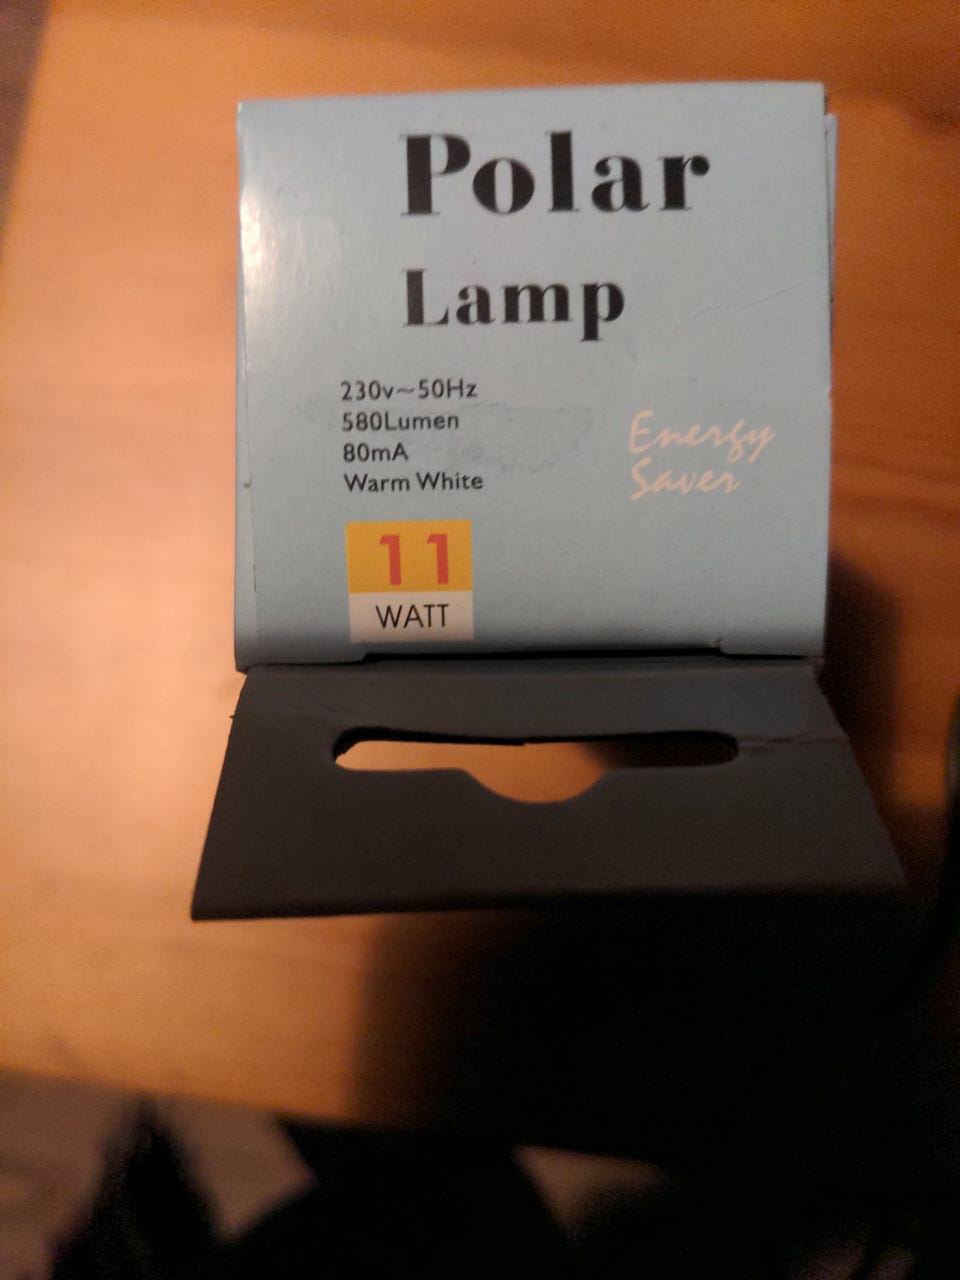 Polar
Lamp
230v~50Hz
580Lumen
80mA
Warm White
Energy
Saver
11
WATT